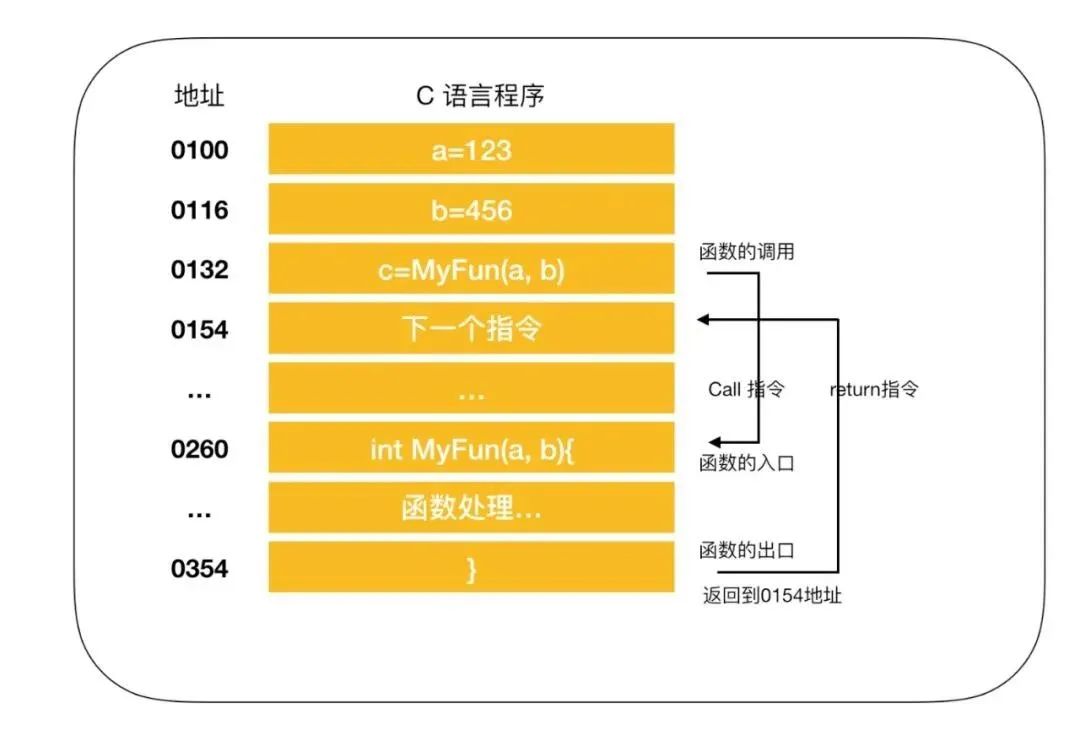 地址 C 语言程序
0100 a=123
0116 b=456
函数的调用
0132 c=MyFun(a, b)
0154 下一个指令
... ...
Call 指令 return指令
0260 int MyFun(a, b){
函数的入口
... 函数处理...
函数的出口
0354 }
返回到0154地址